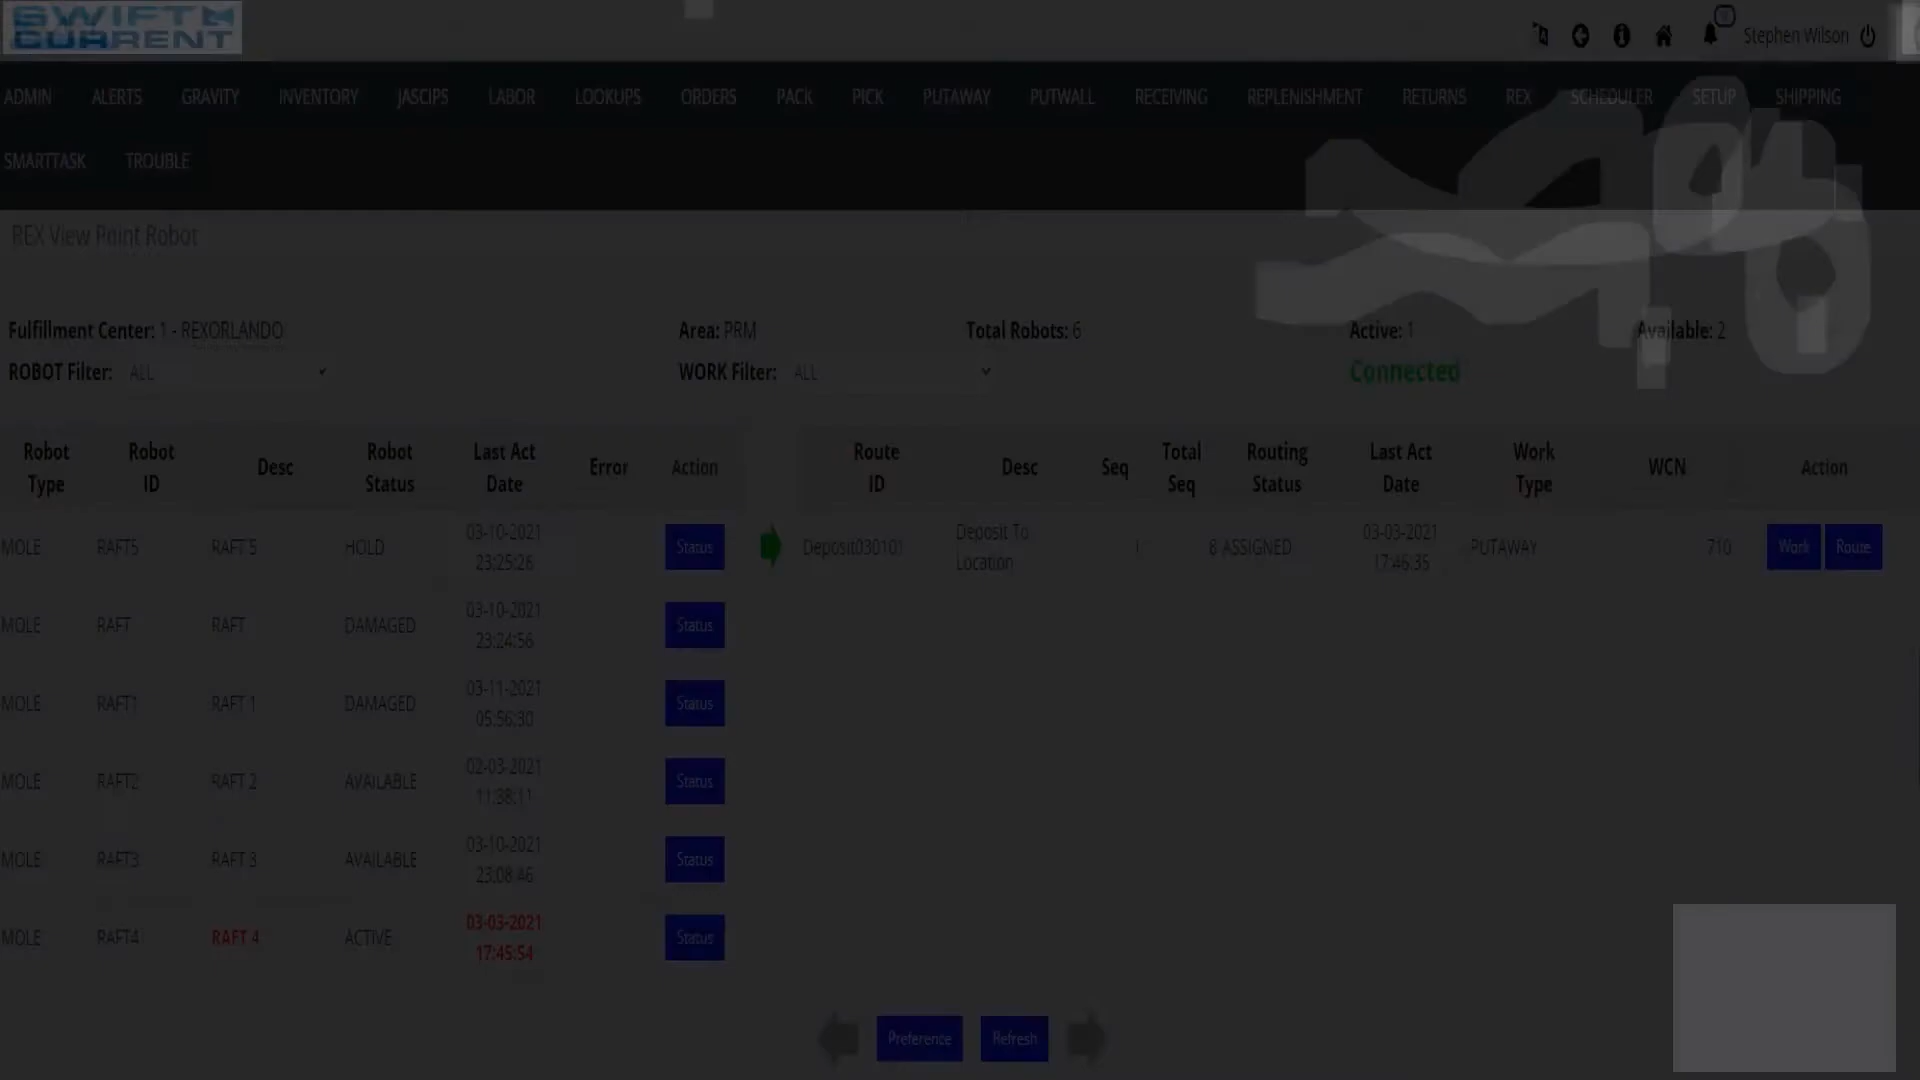 SWIFT
CURRENT
Stephen Wilson
ADMIN ALERTS GRAVITY INVENTORY JASCIPS LABOR LOOKUPS ORDERS PACK PICK PUTAWAY PUTWALL RECEIVING REPLENISHMENT RETURNS REX SCHEDULER SETUP SHIPPING
SMARTTASK TROUBLE
REX View Point Robot
Fulfillment Center: 1 - REXORLANDO Area: PRM Total Robots: 6 Active: 1 Available: 2
ROBOT Filter: ALL WORK Filter: ALL Connected
Robot Type Robot ID Desc Robot Status Last Act Date Error Action
MOLE RAFT5 RAFT 5 HOLD 03-10-2021 23:25:26 Status
MOLE RAFT RAFT DAMAGED 03-10-2021 23:24:56 Status
MOLE RAFT1 RAFT 1 DAMAGED 03-11-2021 05:56:30 Status
MOLE RAFT2 RAFT 2 AVAILABLE 02-03-2021 11:38:11 Status
MOLE RAFT3 RAFT 3 AVAILABLE 03-10-2021 23:08:46 Status
MOLE RAFT4 RAFT 4 ACTIVE 03-03-2021 17:45:54 Status
Route ID Desc Seq Total Seq Routing Status Last Act Date Work Type WCN Action
Deposit030101 Deposit To Location 1 8 ASSIGNED 03-03-2021 17:46:35 PUTAWAY 710 Work Route
Preference Refresh